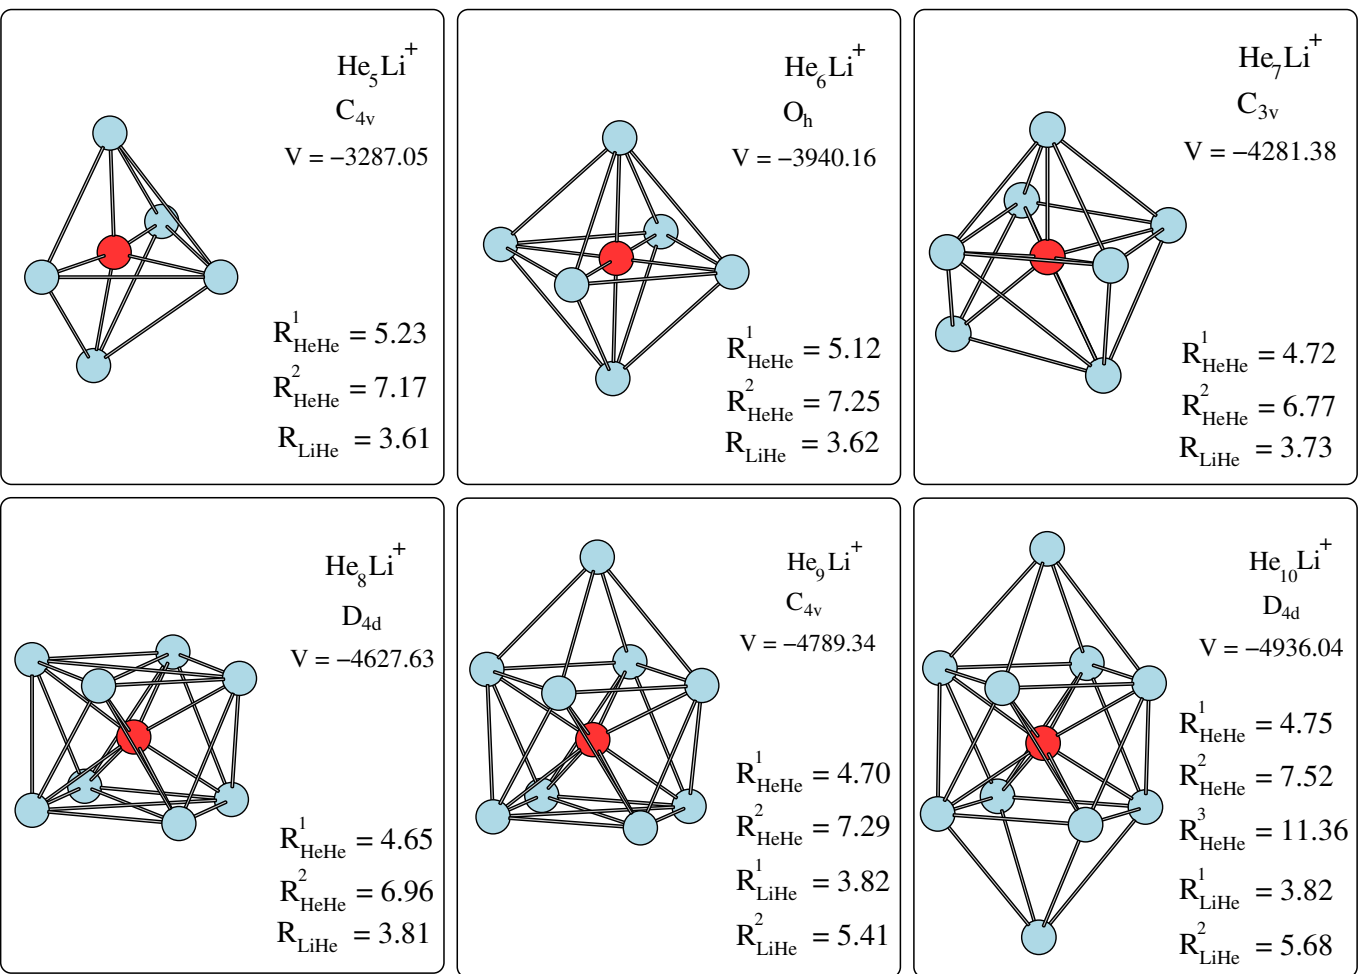 He5Li+
C4v
V = −3287.05
R1HeHe = 5.23
R2HeHe = 7.17
RLiHe = 3.61
He6Li+
Oh
V = −3940.16
R1HeHe = 5.12
R2HeHe = 7.25
RLiHe = 3.62
He7Li+
C3v
V = −4281.38
R1HeHe = 4.72
R2HeHe = 6.77
RLiHe = 3.73
He8Li+
D4d
V = −4627.63
R1HeHe = 4.65
R2HeHe = 6.96
RLiHe = 3.81
He9Li+
C4v
V = −4789.34
R1HeHe = 4.70
R2HeHe = 7.29
R1LiHe = 3.82
R2LiHe = 5.41
He10Li+
D4d
V = −4936.04
R1HeHe = 4.75
R2HeHe = 7.52
R3HeHe = 11.36
R1LiHe = 3.82
R2LiHe = 5.68